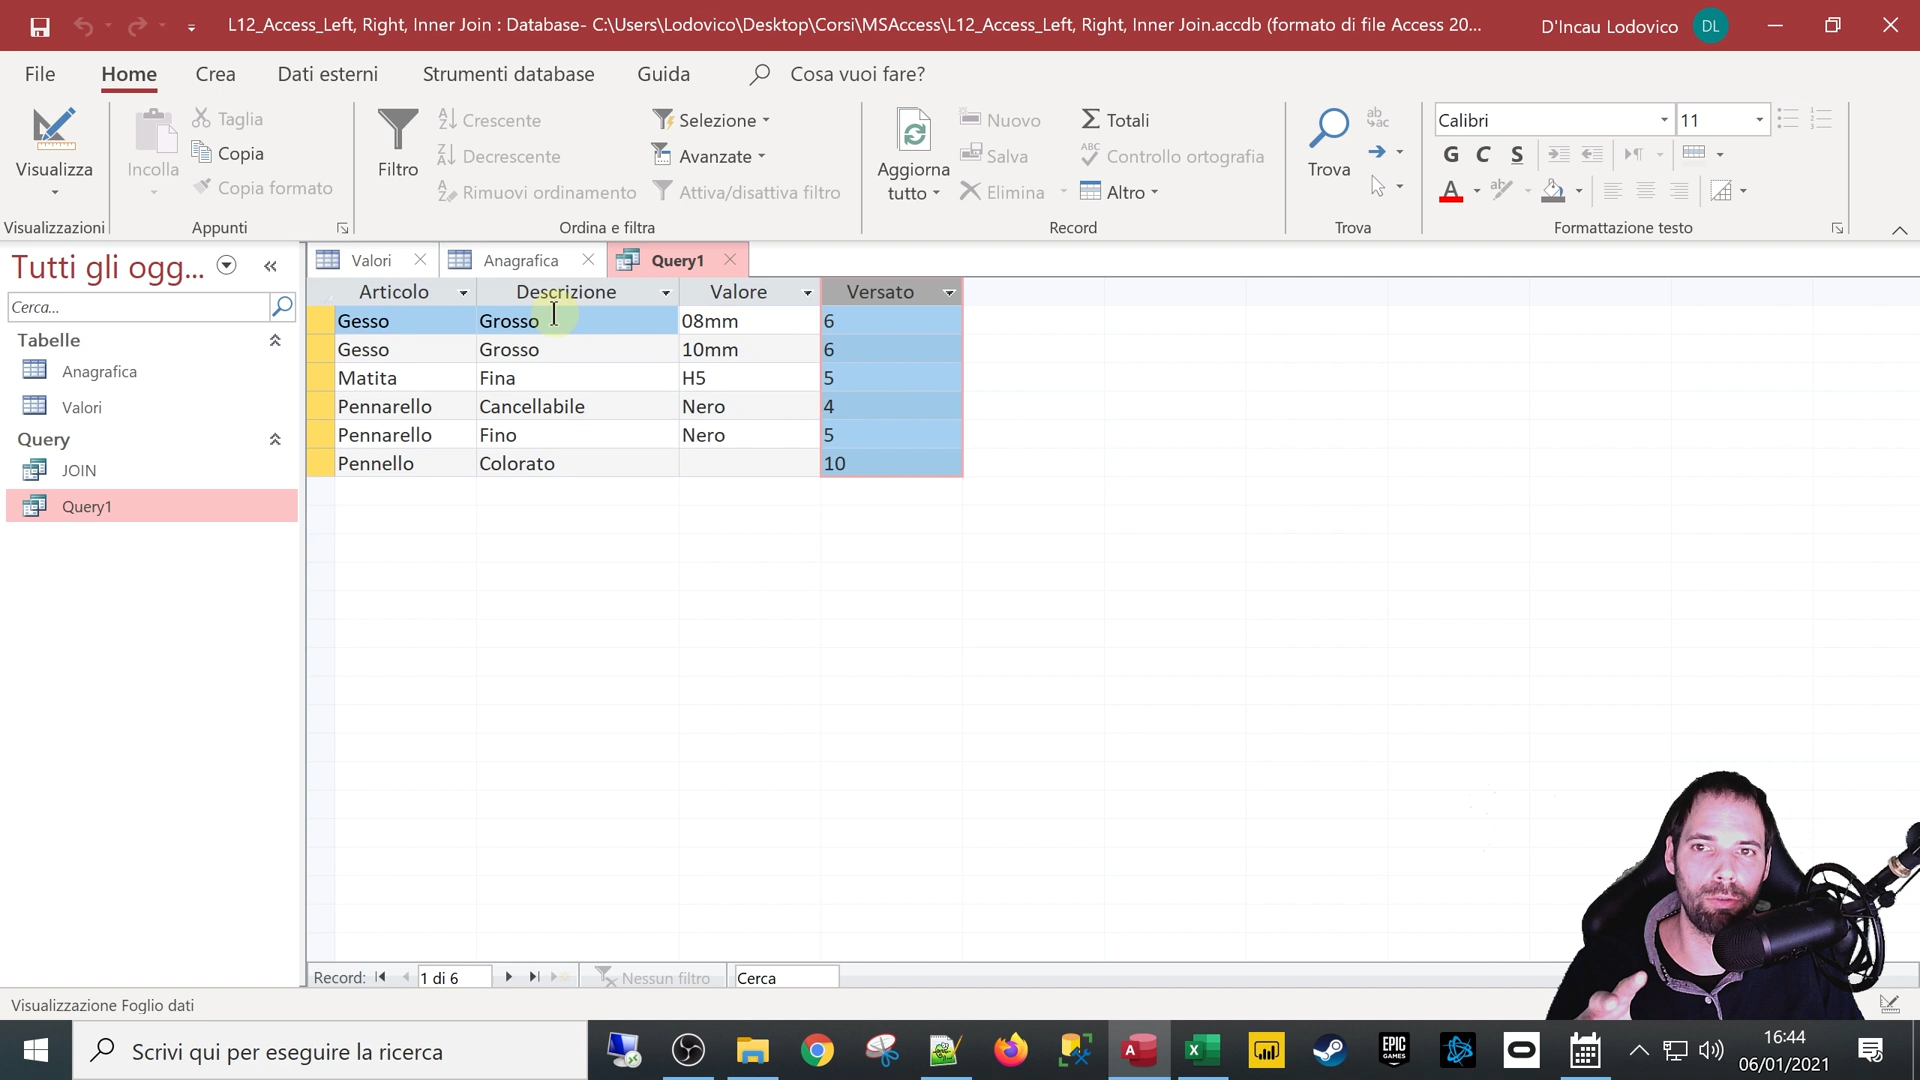 L12_Access_Left, Right, Inner Join : Database- C:\Users\Lodovico\Desktop\Corsi\MSAccess\L12_Access_Left, Right, Inner Join.accdb (formato di file Access 20...
D'Incau Lodovico
DL
File
Home
Crea
Dati esterni
Strumenti database
Guida
Cosa vuoi fare?
Visualizza
Visualizzazioni
Incolla
Taglia
Copia
Copia formato
Appunti
Filtro
Crescente
Decrescente
Rimuovi ordinamento
Selezione
Avanzate
Attiva/disattiva filtro
Ordina e filtra
Aggiorna
tutto
Nuovo
Salva
Elimina
Totali
Controllo ortografia
Altro
Record
Trova
Trova
Calibri
11
G C S
Formattazione testo
Tutti gli ogg...
Cerca...
Tabelle
Anagrafica
Valori
Query
JOIN
Query1
Valori
Anagrafica
Query1
Articolo Descrizione Valore Versato
Gesso Grosso 08mm 6
Gesso Grosso 10mm 6
Matita Fina H5 5
Pennarello Cancellabile Nero 4
Pennarello Fino Nero 5
Pennello Colorato 10
Record: 1 di 6 Nessun filtro Cerca
Visualizzazione Foglio dati
Scrivi qui per eseguire la ricerca
EPIC
GAMES
16:44
06/01/2021